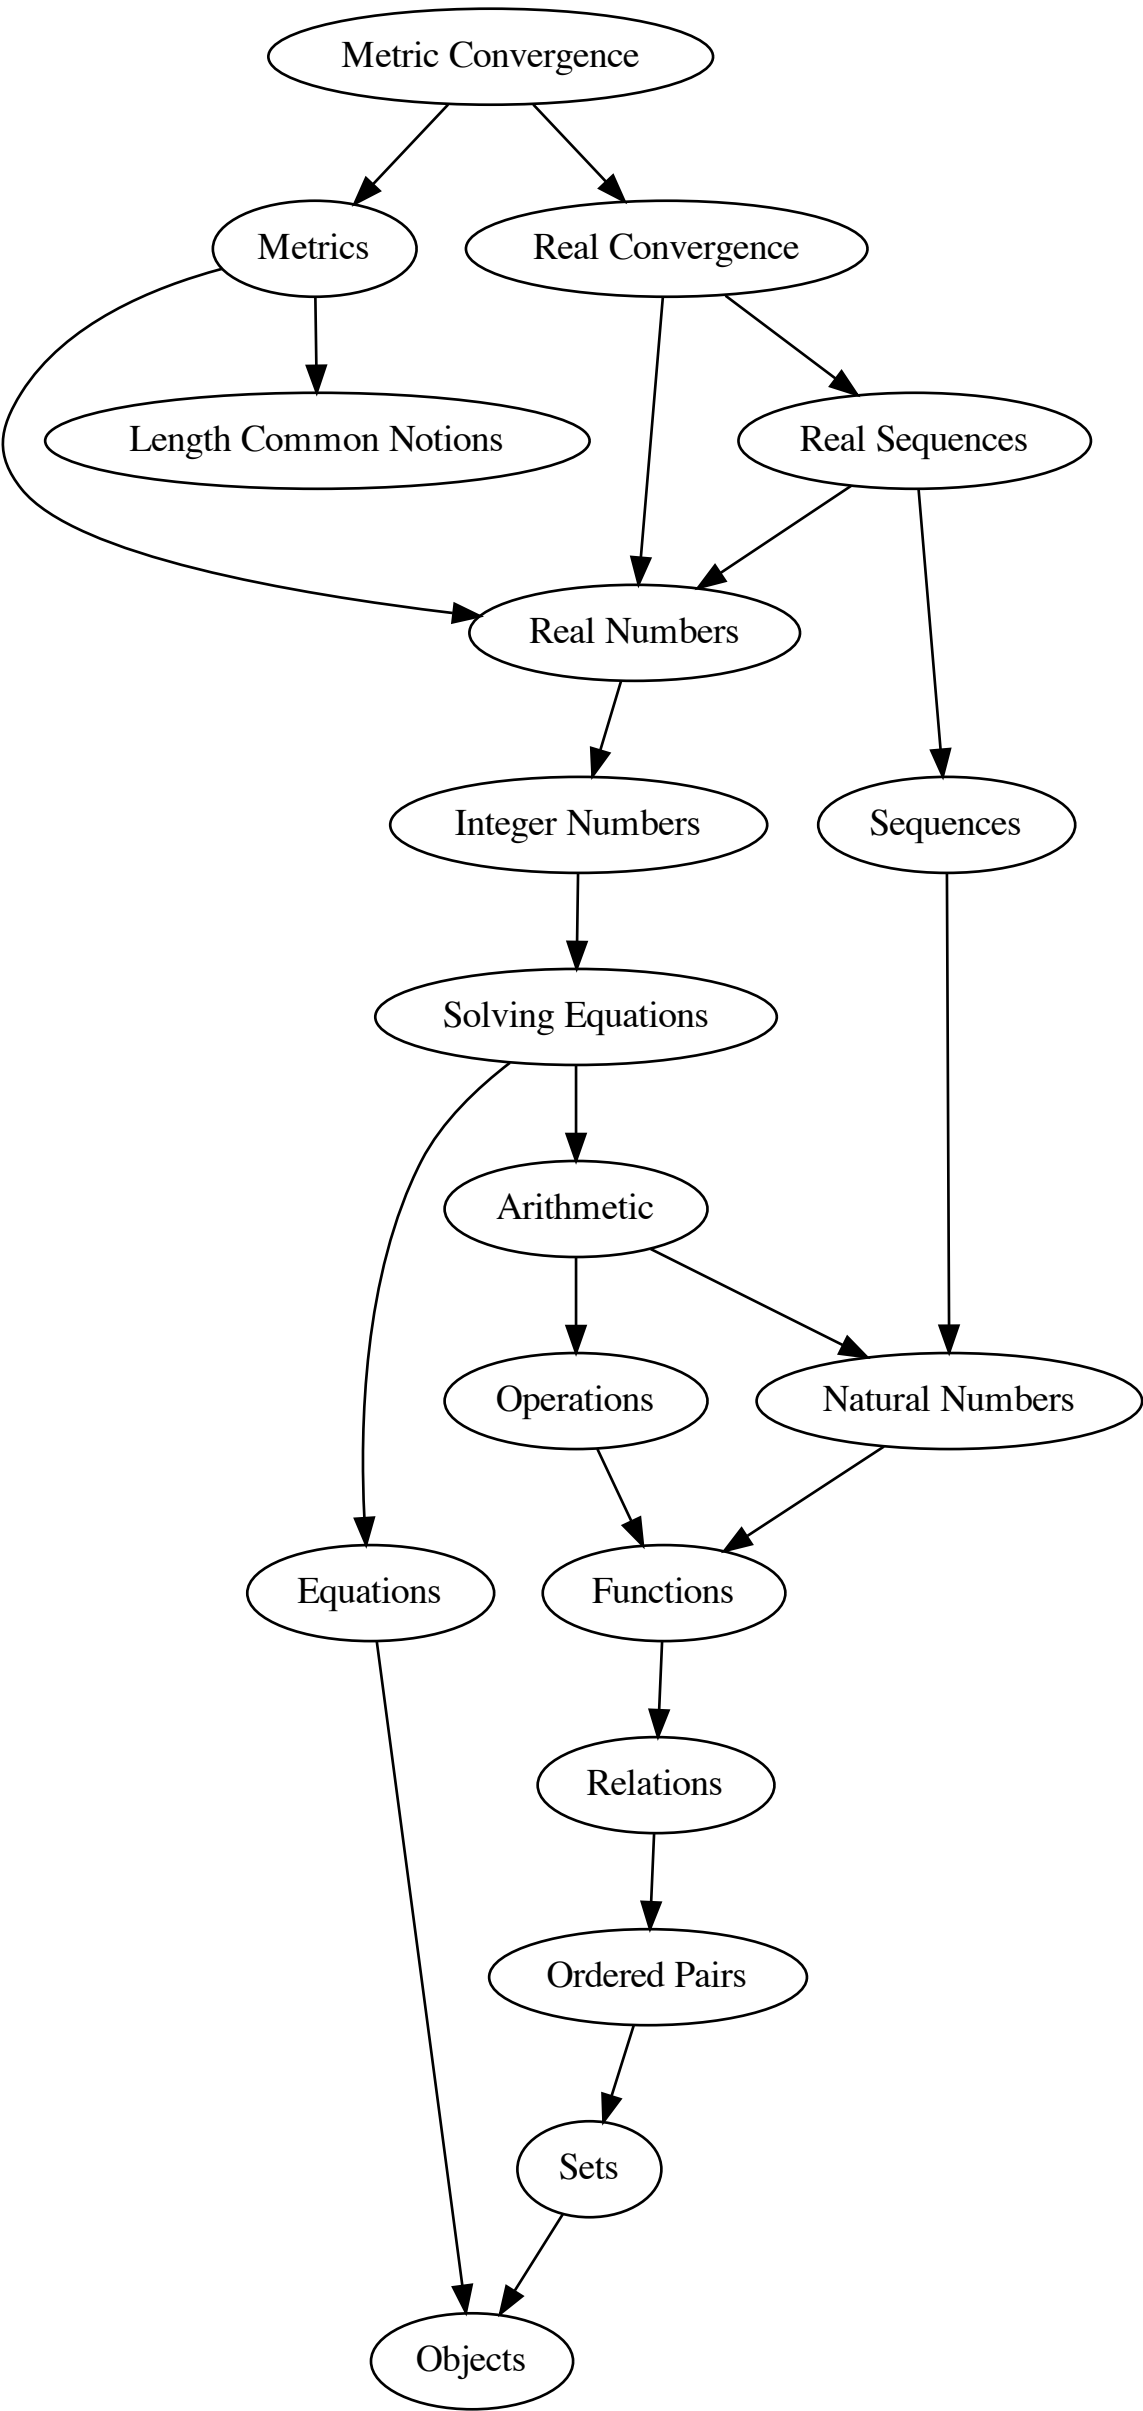 Metric Convergence
Metrics
Real Convergence
Length Common Notions
Real Sequences
Real Numbers
Integer Numbers
Sequences
Solving Equations
Arithmetic
Operations
Natural Numbers
Equations
Functions
Relations
Ordered Pairs
Sets
Objects